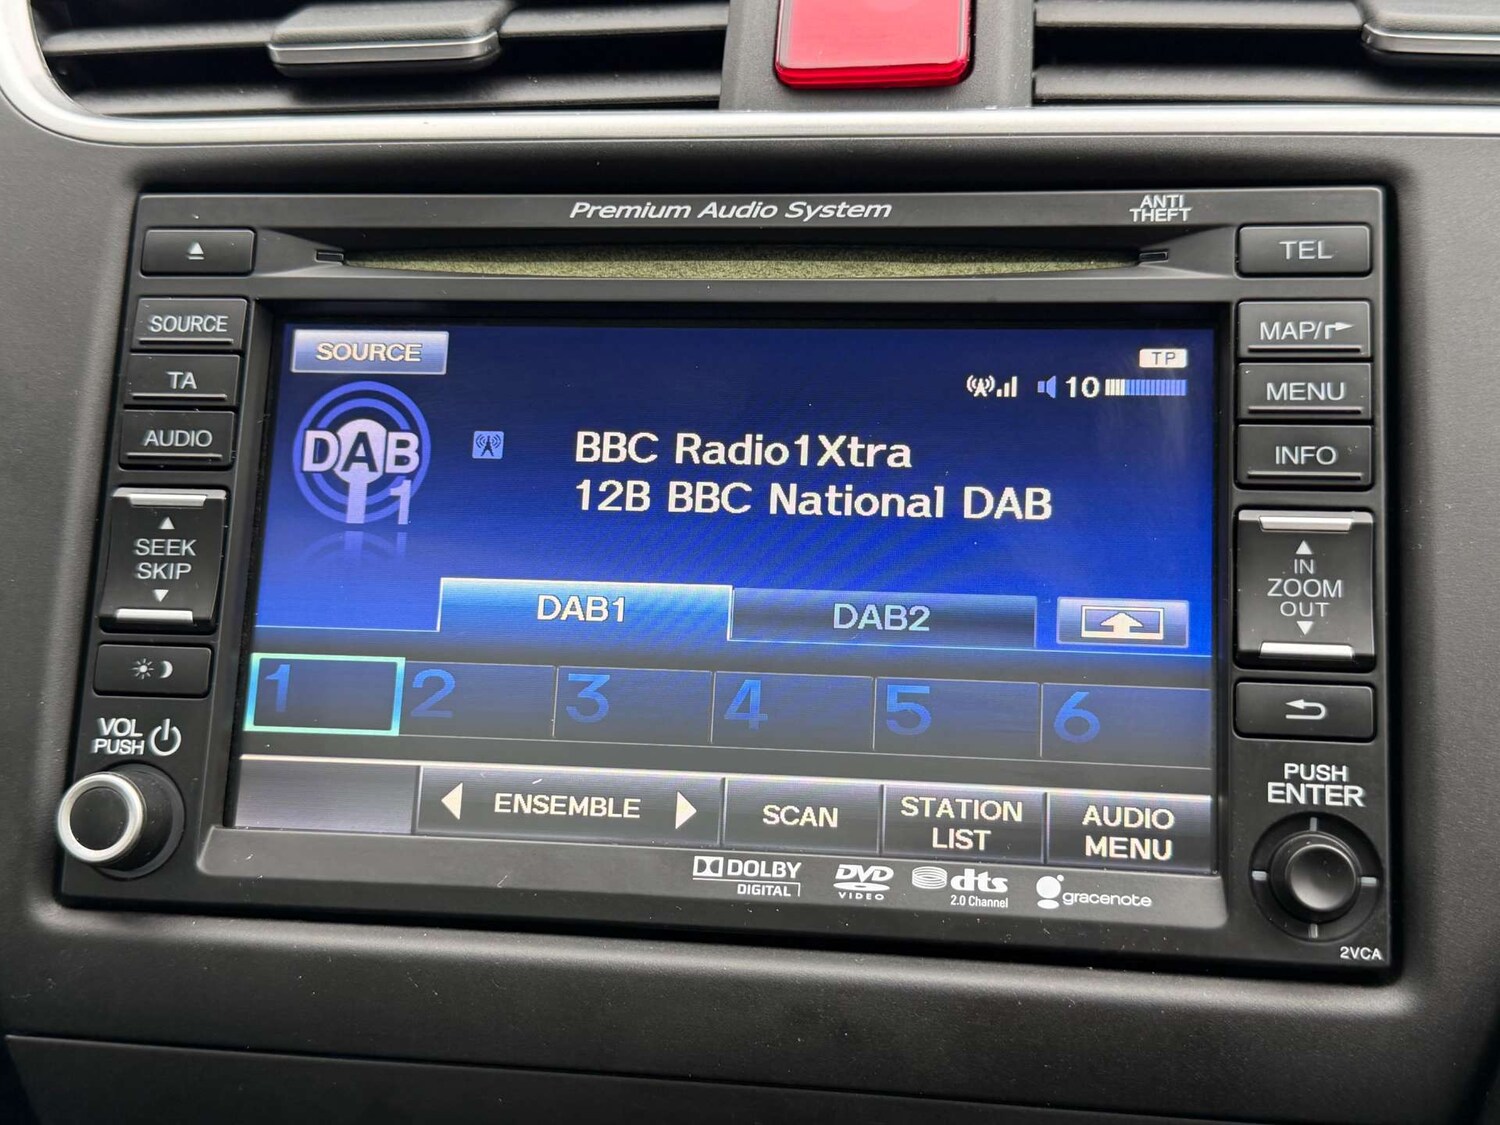 Premium Audio System
ANTI
THEFT
TEL
SOURCE
TA
AUDIO
SEEK
SKIP
VOL
PUSH
SOURCE
TP
10
DAB
1
BBC Radio1Xtra
12B BBC National DAB
DAB1
DAB2
1
2
3
4
5
6
ENSEMBLE
SCAN
STATION
LIST
AUDIO
MENU
MAP/
MENU
INFO
IN
ZOOM
OUT
PUSH
ENTER
DOLBY
DIGITAL
DVD
VIDEO
dts
2.0 Channel
gracenote
2VCA